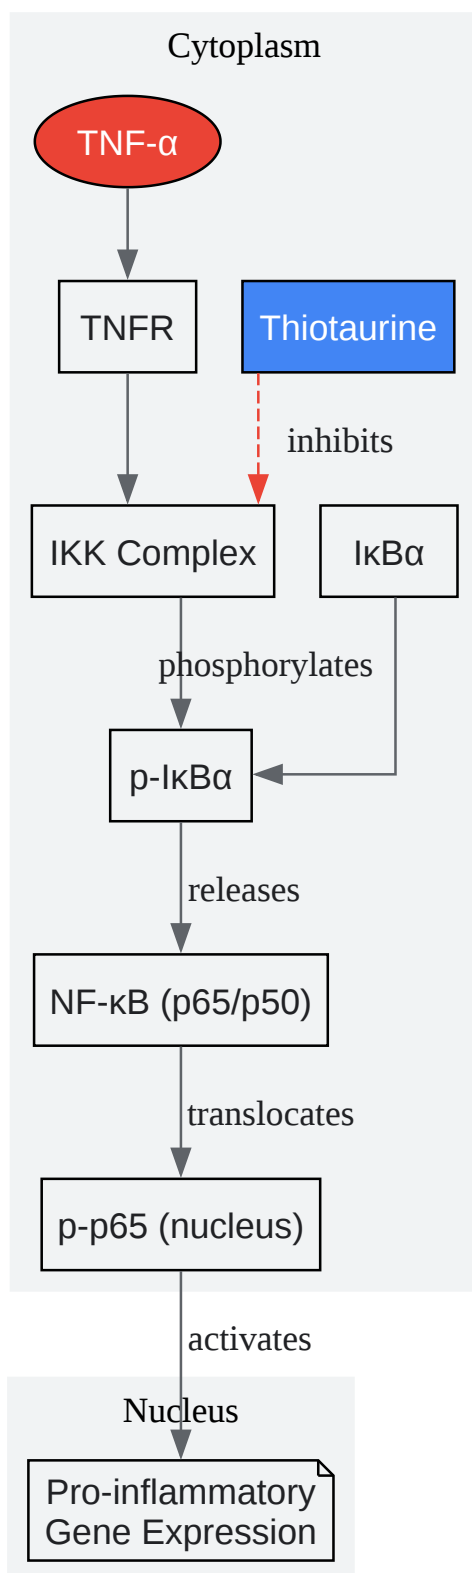 Cytoplasm
TNF-α
TNFR
Thiotaurine
inhibits
IKK Complex
IκBα
phosphorylates
p-IκBα
releases
NF-κB (p65/p50)
translocates
p-p65 (nucleus)
activates
Nucleus
Pro-inflammatory
Gene Expression